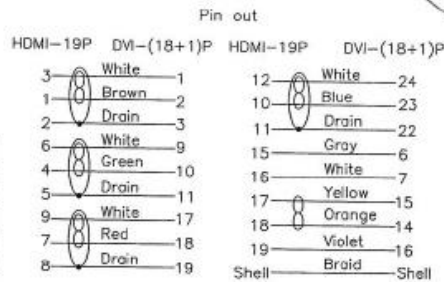 Pin out
HDMI-19P DVI-(18+1)P HDMI-19P DVI-(18+1)P
3 White 1
1 Brown 2
2 Drain 3
6 White 9
4 Green 10
5 Drain 11
9 White 17
7 Red 18
8 Drain 19
12 White 24
10 Blue 23
11 Drain 22
15 Gray 6
16 White 7
17 Yellow 15
18 Orange 14
19 Violet 16
Shell Braid Shell